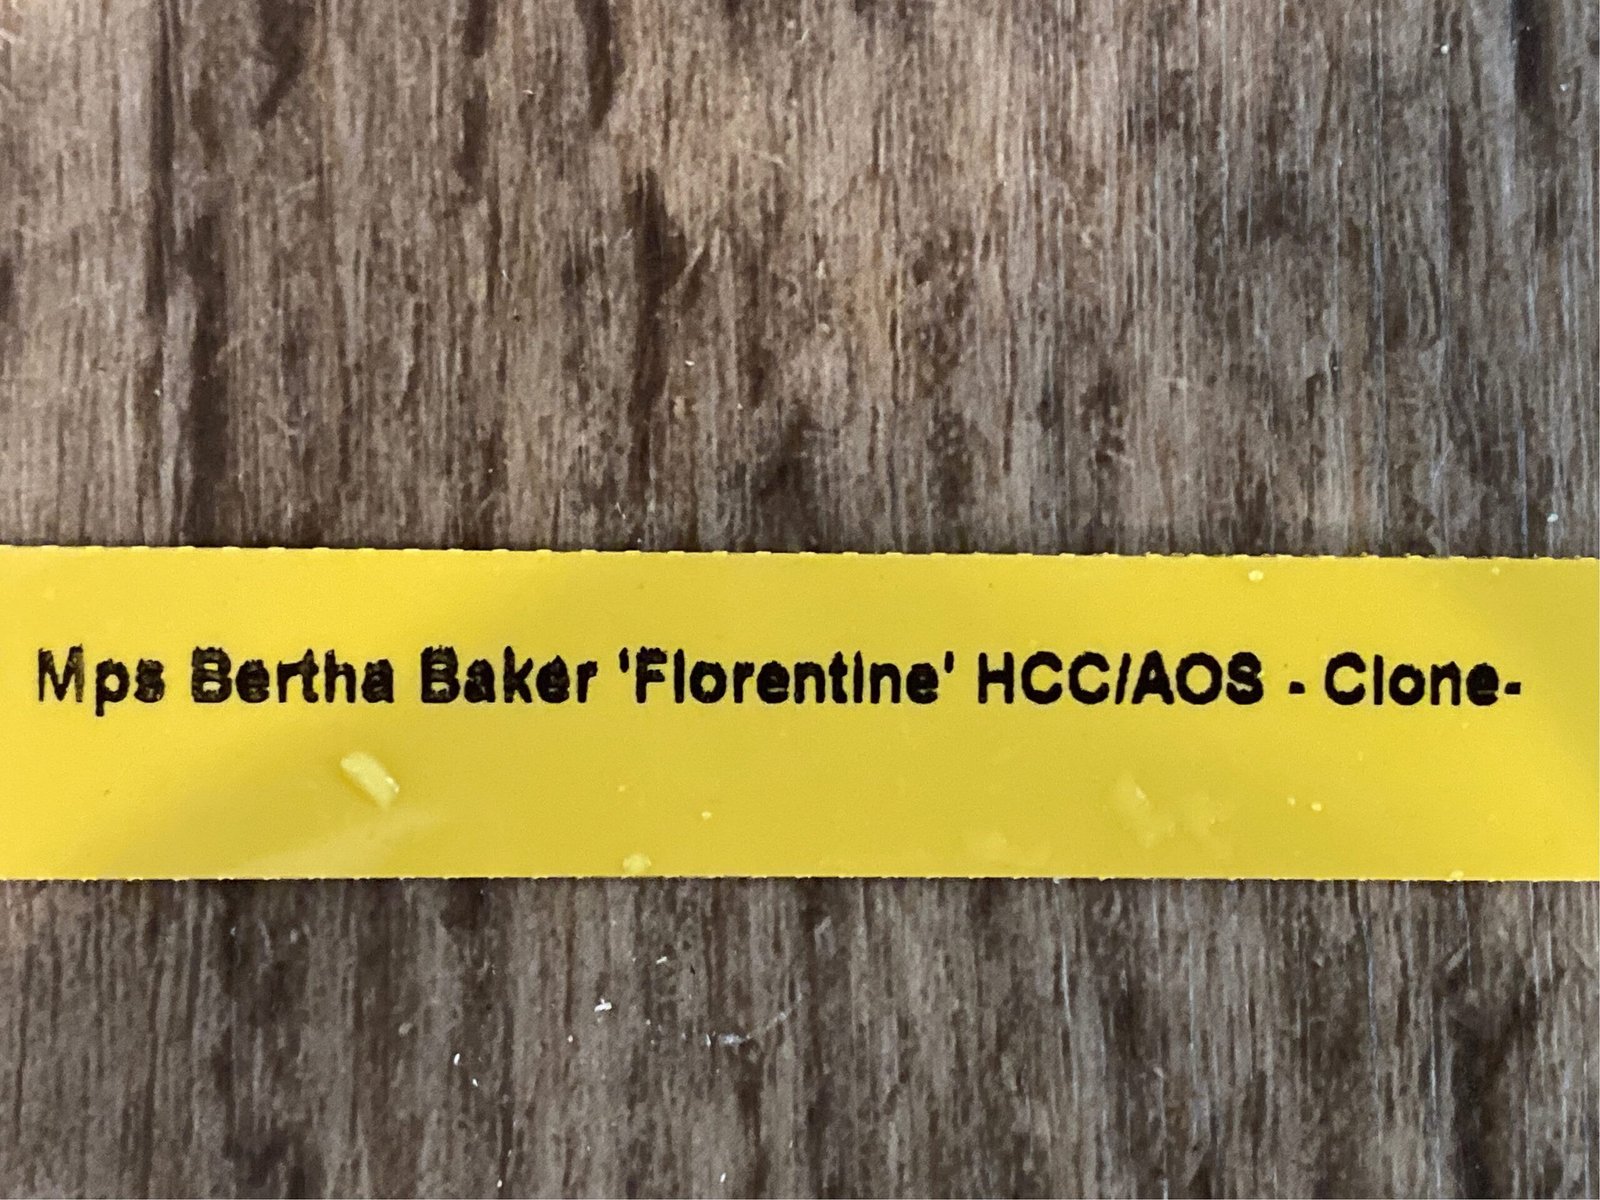 Mps Bertha Baker 'Florentine' HCC/AOS - Clone-